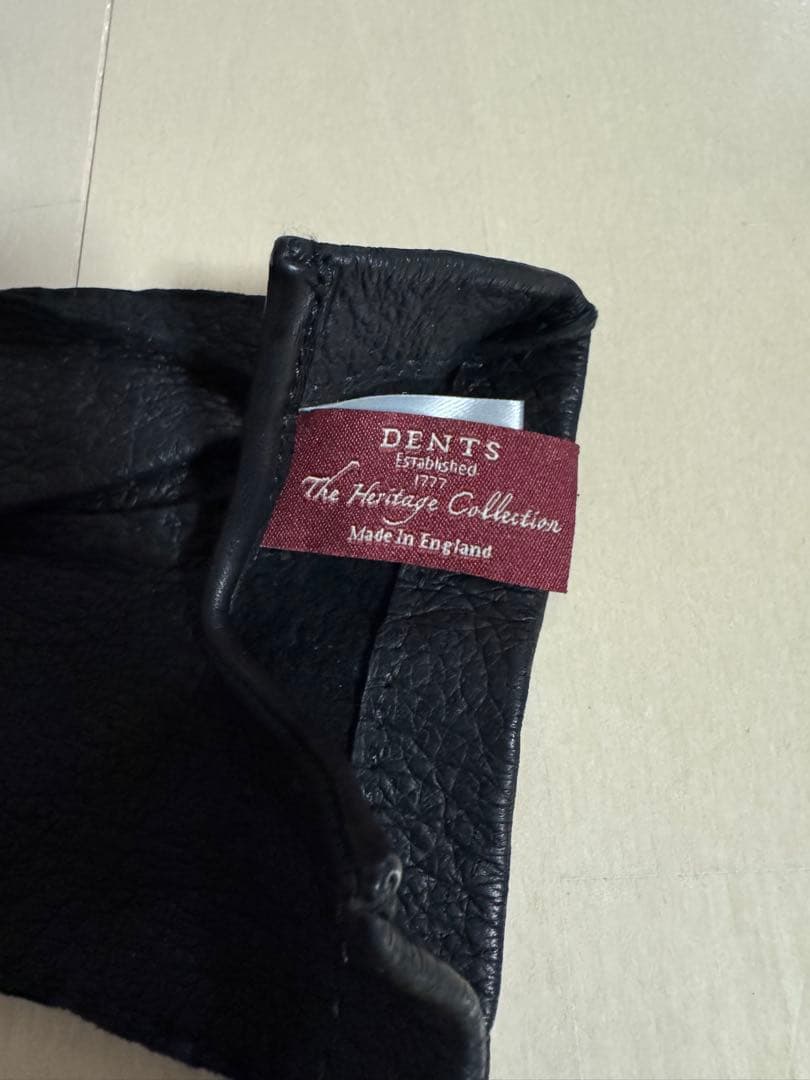 DENTS
Established
1777
The Heritage Collection
Made In England